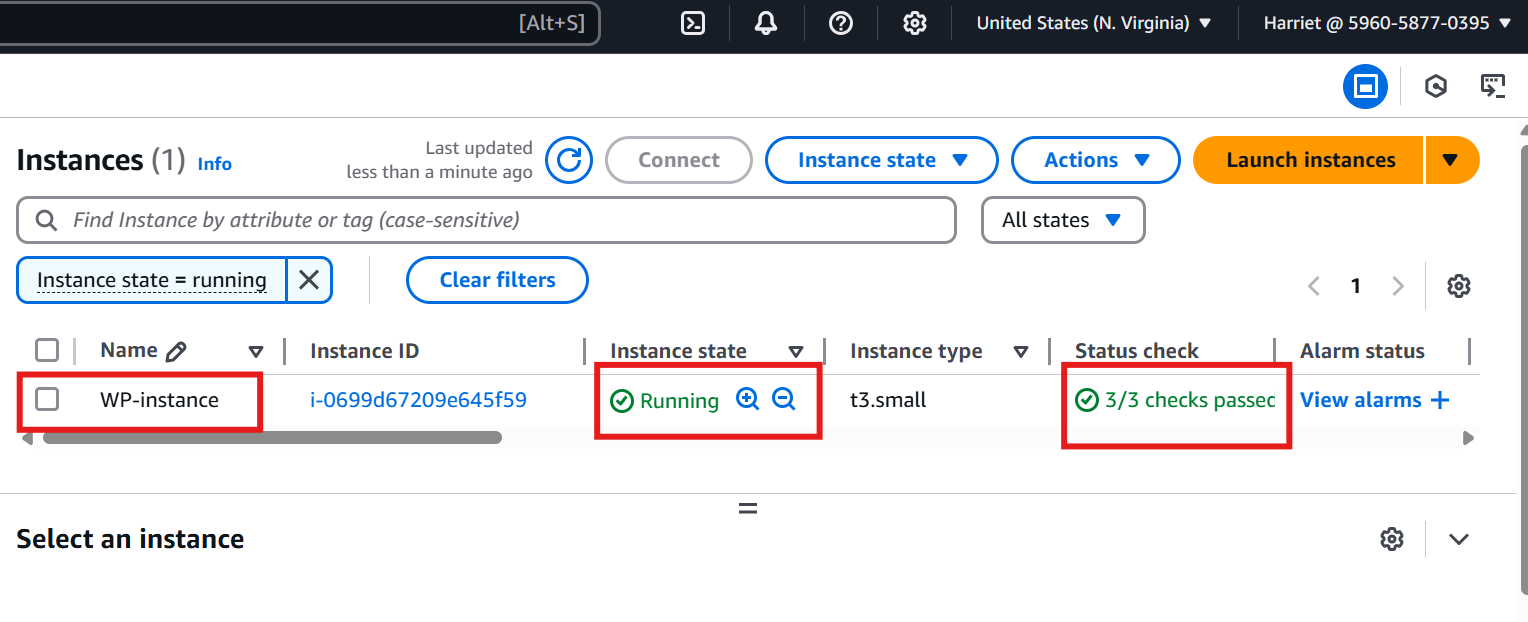 [Alt+S] United States (N. Virginia) Harriet @ 5960-5877-0395
Instances (1) Info Last updated less than a minute ago Connect Instance state Actions Launch instances
Find Instance by attribute or tag (case-sensitive) All states
Instance state = running Clear filters 1
Name Instance ID Instance state Instance type Status check Alarm status
WP-instance i-0699d67209e645f59 Running t3.small 3/3 checks passed View alarms +
Select an instance